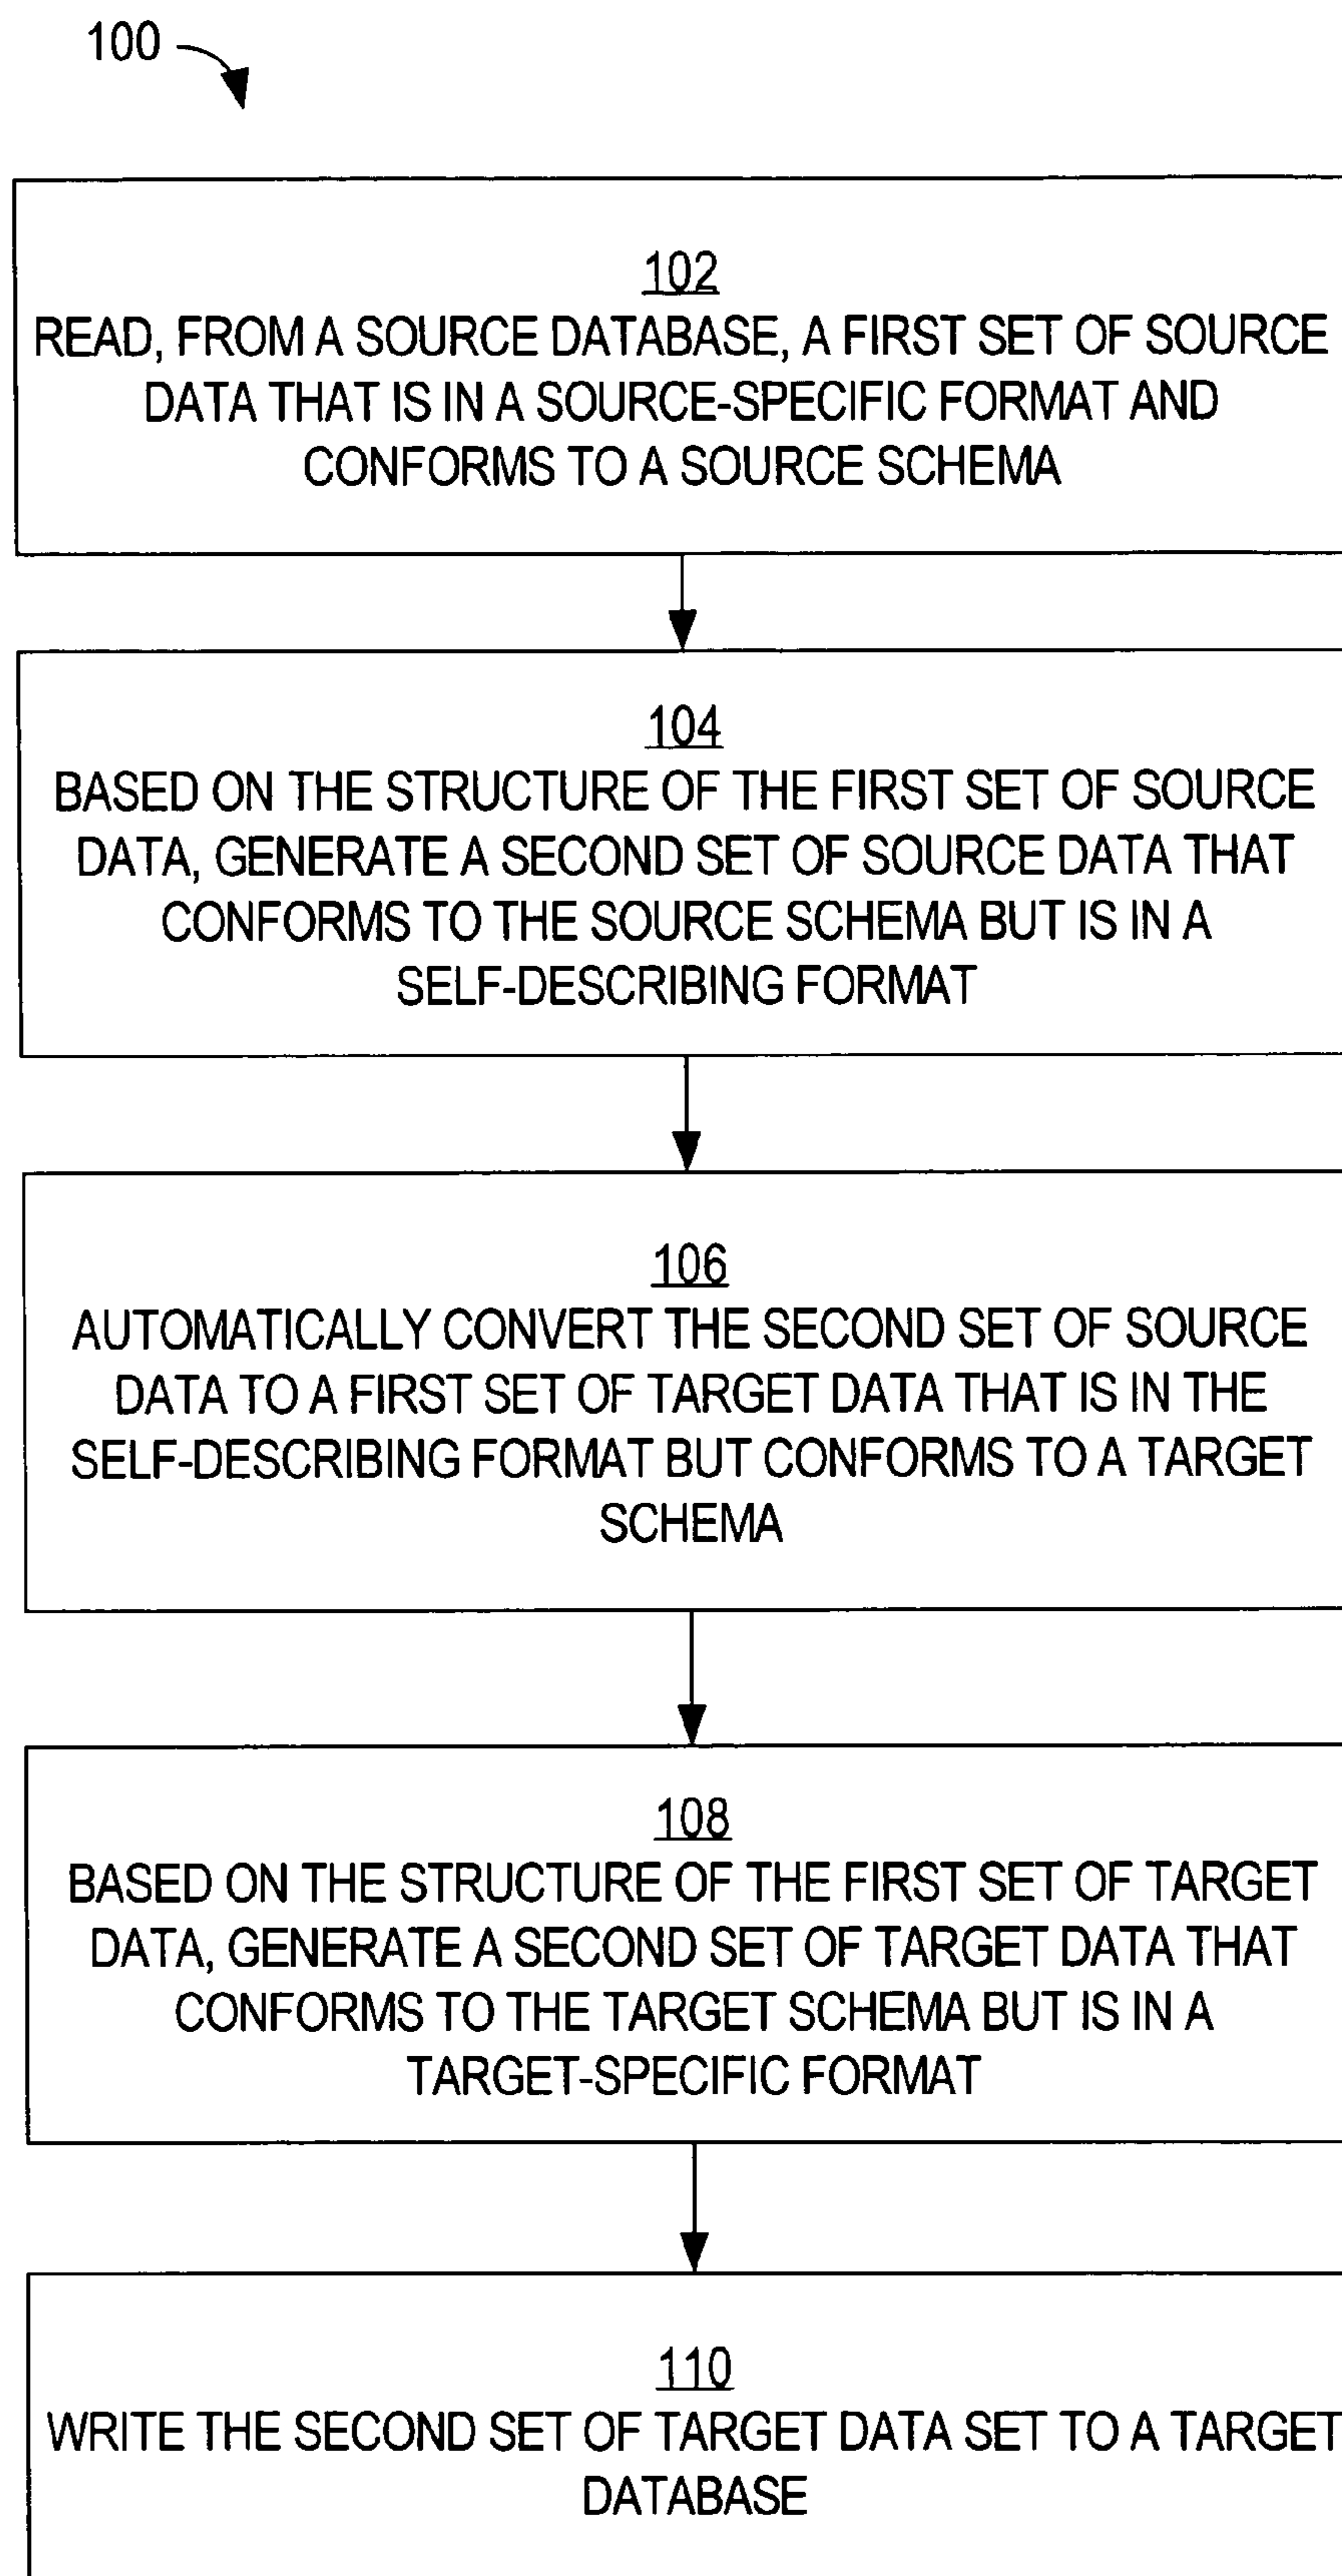 100
102
READ, FROM A SOURCE DATABASE, A FIRST SET OF SOURCE
DATA THAT IS IN A SOURCE-SPECIFIC FORMAT AND
CONFORMS TO A SOURCE SCHEMA
104
BASED ON THE STRUCTURE OF THE FIRST SET OF SOURCE
DATA, GENERATE A SECOND SET OF SOURCE DATA THAT
CONFORMS TO THE SOURCE SCHEMA BUT IS IN A
SELF-DESCRIBING FORMAT
106
AUTOMATICALLY CONVERT THE SECOND SET OF SOURCE
DATA TO A FIRST SET OF TARGET DATA THAT IS IN THE
SELF-DESCRIBING FORMAT BUT CONFORMS TO A TARGET
SCHEMA
108
BASED ON THE STRUCTURE OF THE FIRST SET OF TARGET
DATA, GENERATE A SECOND SET OF TARGET DATA THAT
CONFORMS TO THE TARGET SCHEMA BUT IS IN A
TARGET-SPECIFIC FORMAT
110
WRITE THE SECOND SET OF TARGET DATA SET TO A TARGET
DATABASE